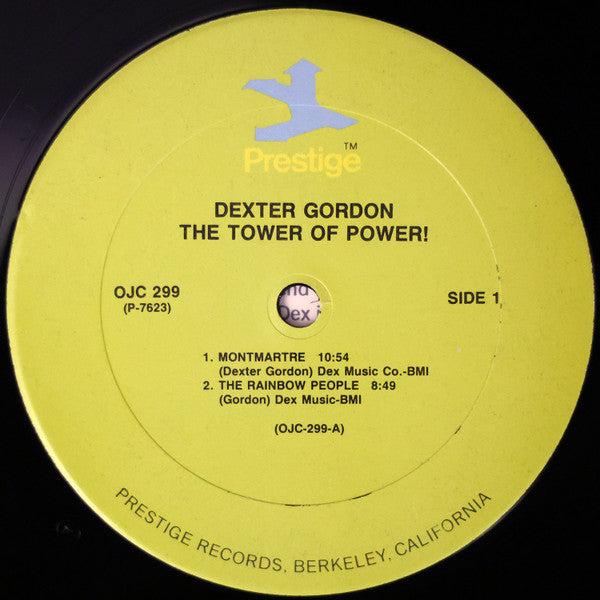 Prestige™
DEXTER GORDON
THE TOWER OF POWER!
OJC 299
(P-7623)
SIDE 1
1. MONTMARTRE 10:54
(Dexter Gordon) Dex Music Co.-BMI
2. THE RAINBOW PEOPLE 8:49
(Gordon) Dex Music-BMI
(OJC-299-A)
PRESTIGE RECORDS, BERKELEY, CALIFORNIA